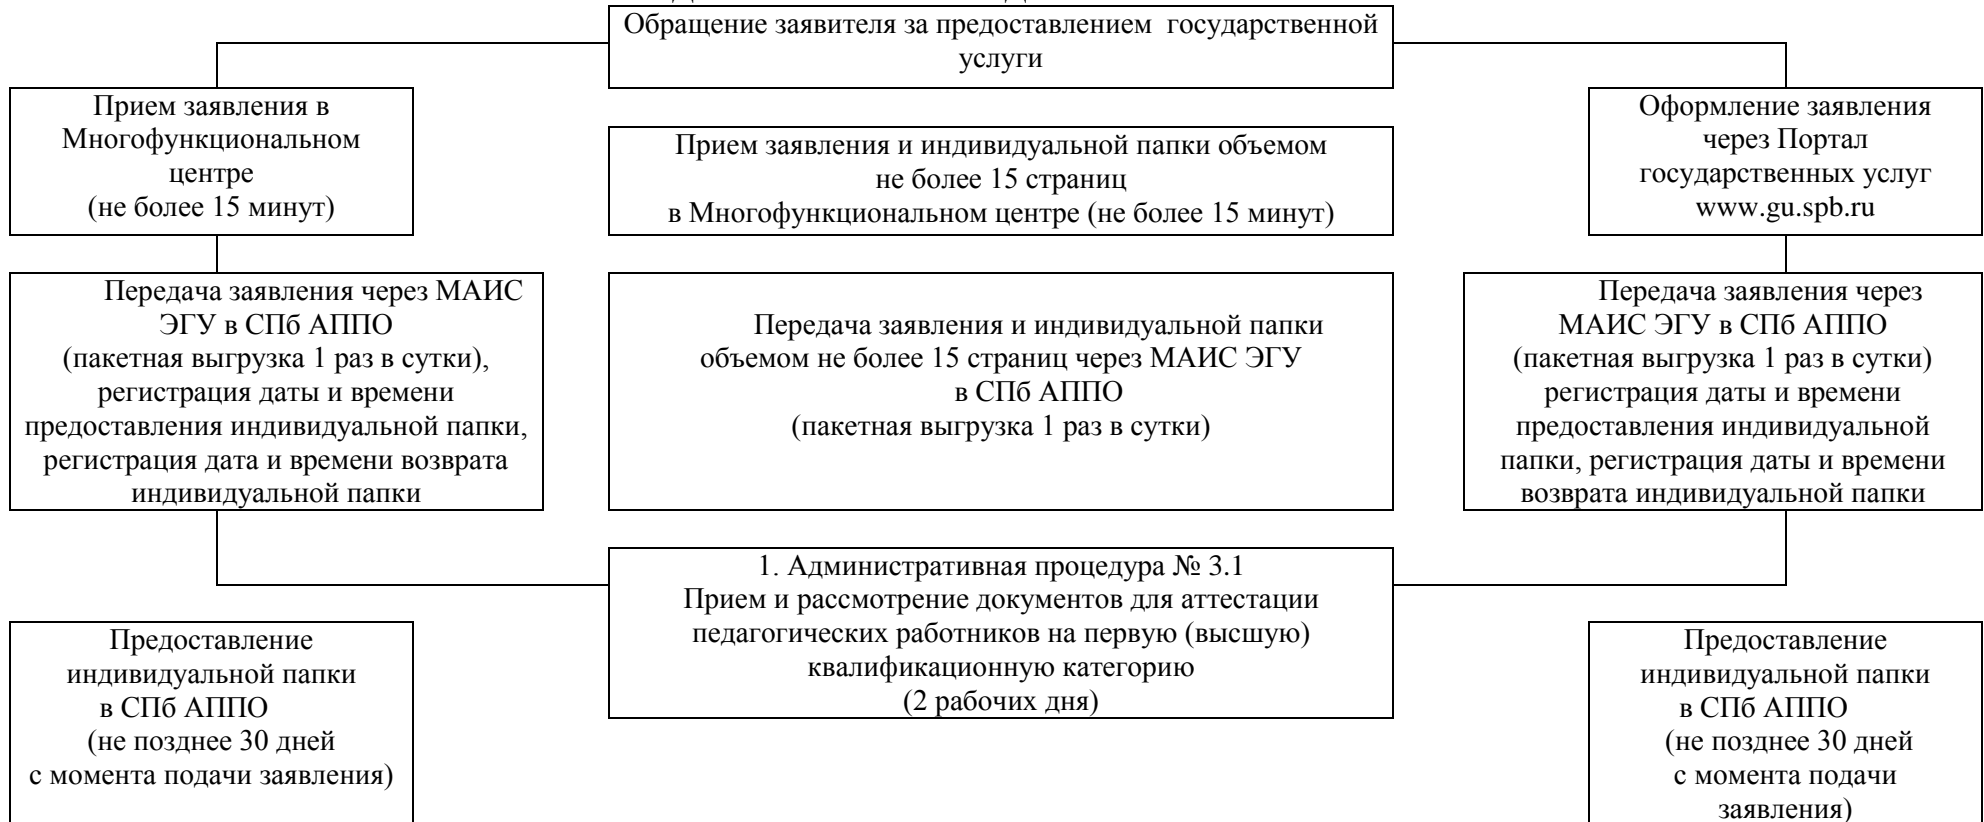 Обращение заявителя за предоставлением государственной
услуги
Прием заявления в
Многофункциональном
центре
(не более 15 минут)
Прием заявления и индивидуальной папки объемом
не более 15 страниц
в Многофункциональном центре (не более 15 минут)
Оформление заявления
через Портал
государственных услуг
www.gu.spb.ru
Передача заявления через МАИС
ЭГУ в СПб АППО
(пакетная выгрузка 1 раз в сутки),
регистрация даты и времени
предоставления индивидуальной папки,
регистрация дата и времени возврата
индивидуальной папки
Передача заявления и индивидуальной папки
объемом не более 15 страниц через МАИС ЭГУ
в СПб АППО
(пакетная выгрузка 1 раз в сутки)
Передача заявления через
МАИС ЭГУ в СПб АППО
(пакетная выгрузка 1 раз в сутки)
регистрация даты и времени
предоставления индивидуальной
папки, регистрация даты и времени
возврата индивидуальной папки
1. Административная процедура № 3.1
Прием и рассмотрение документов для аттестации
педагогических работников на первую (высшую)
квалификационную категорию
(2 рабочих дня)
Предоставление
индивидуальной папки
в СПб АППО
(не позднее 30 дней
с момента подачи заявления)
Предоставление
индивидуальной папки
в СПб АППО
(не позднее 30 дней
с момента подачи
заявления)